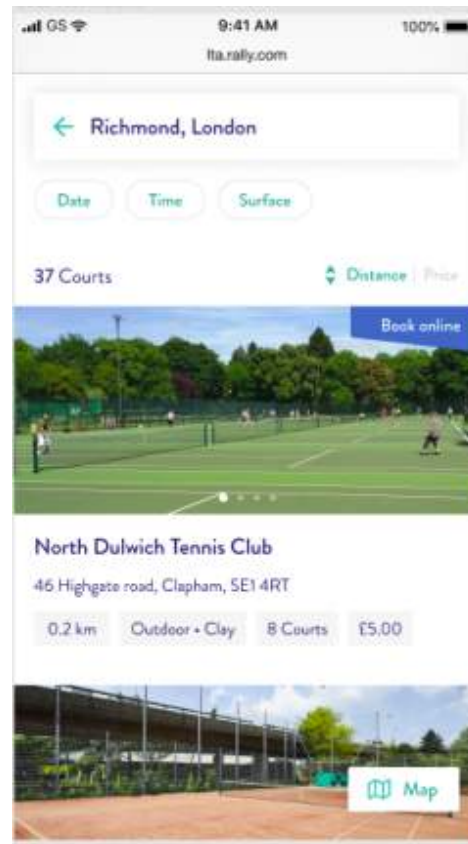 GS 9:41 AM 100%
lta.rally.com
Richmond, London
Date Time Surface
37 Courts Distance Price
Book online
North Dulwich Tennis Club
46 Highgate road, Clapham, SE1 4RT
0.2 km Outdoor • Clay 8 Courts £5.00
Map